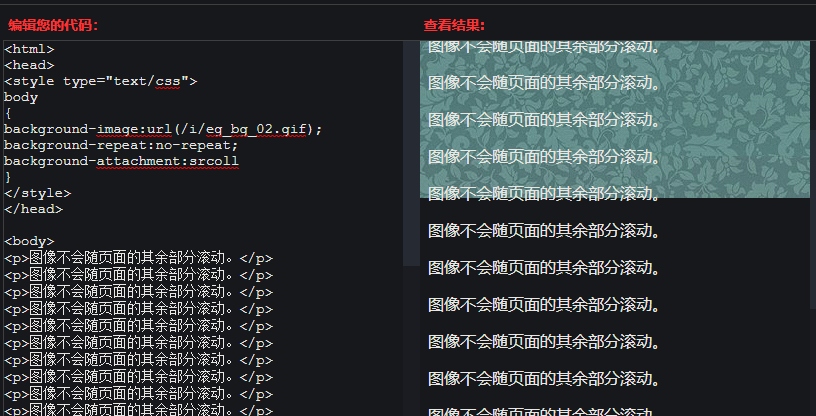 编辑您的代码：
<html>
<head>
<style type="text/css">
body
{
background-image:url(/i/eg_bg_02.gif);
background-repeat:no-repeat;
background-attachment:srcoll
}
</style>
</head>
<body>
<p>图像不会随页面的其余部分滚动。</p>
<p>图像不会随页面的其余部分滚动。</p>
<p>图像不会随页面的其余部分滚动。</p>
<p>图像不会随页面的其余部分滚动。</p>
<p>图像不会随页面的其余部分滚动。</p>
<p>图像不会随页面的其余部分滚动。</p>
<p>图像不会随页面的其余部分滚动。</p>
<p>图像不会随页面的其余部分滚动。</p>
<p>图像不会随页面的其余部分滚动。</p>
<p>图像不会随页面的其余部分滚动。</p>
查看结果:
图像不会随页面的其余部分滚动。
图像不会随页面的其余部分滚动。
图像不会随页面的其余部分滚动。
图像不会随页面的其余部分滚动。
图像不会随页面的其余部分滚动。
图像不会随页面的其余部分滚动。
图像不会随页面的其余部分滚动。
图像不会随页面的其余部分滚动。
图像不会随页面的其余部分滚动。
图像不会随页面的其余部分滚动。
图像不会随页面的其余部分滚动。